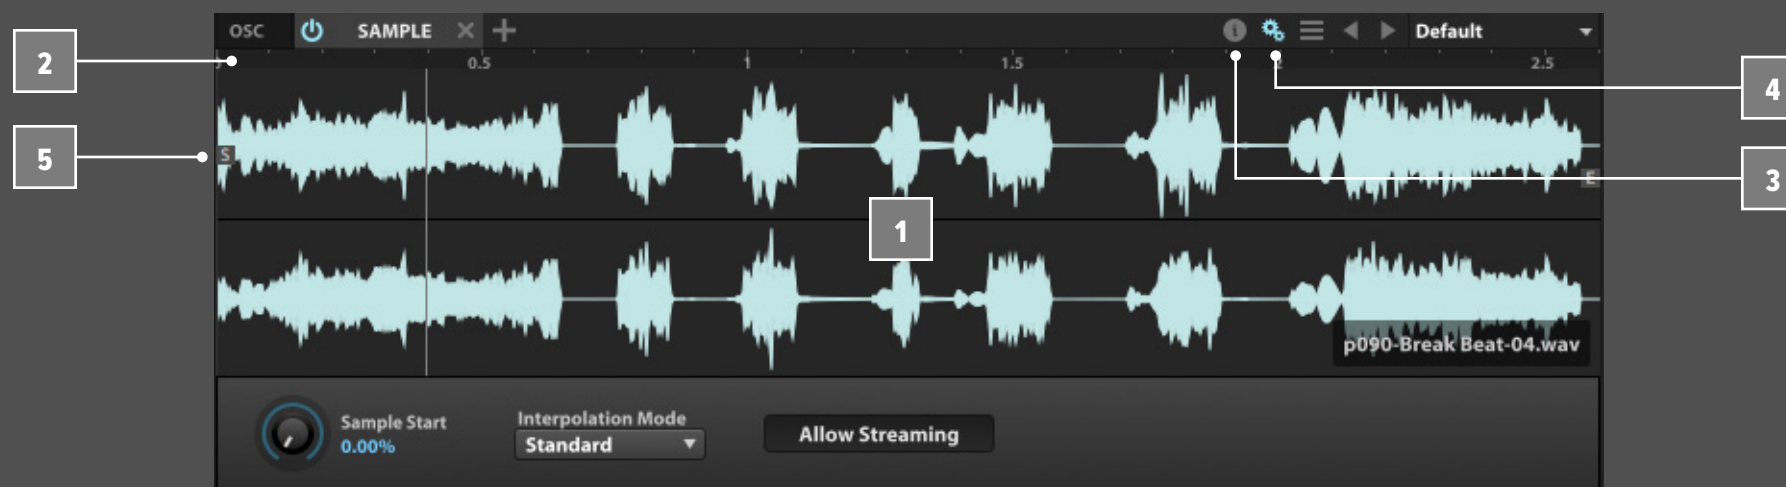 OSC SAMPLE Default
2 0.5 1 1.5 2 2.5 4
5 S E 3
1
p090-Break Beat-04.wav
Sample Start Interpolation Mode Allow Streaming
0.00% Standard